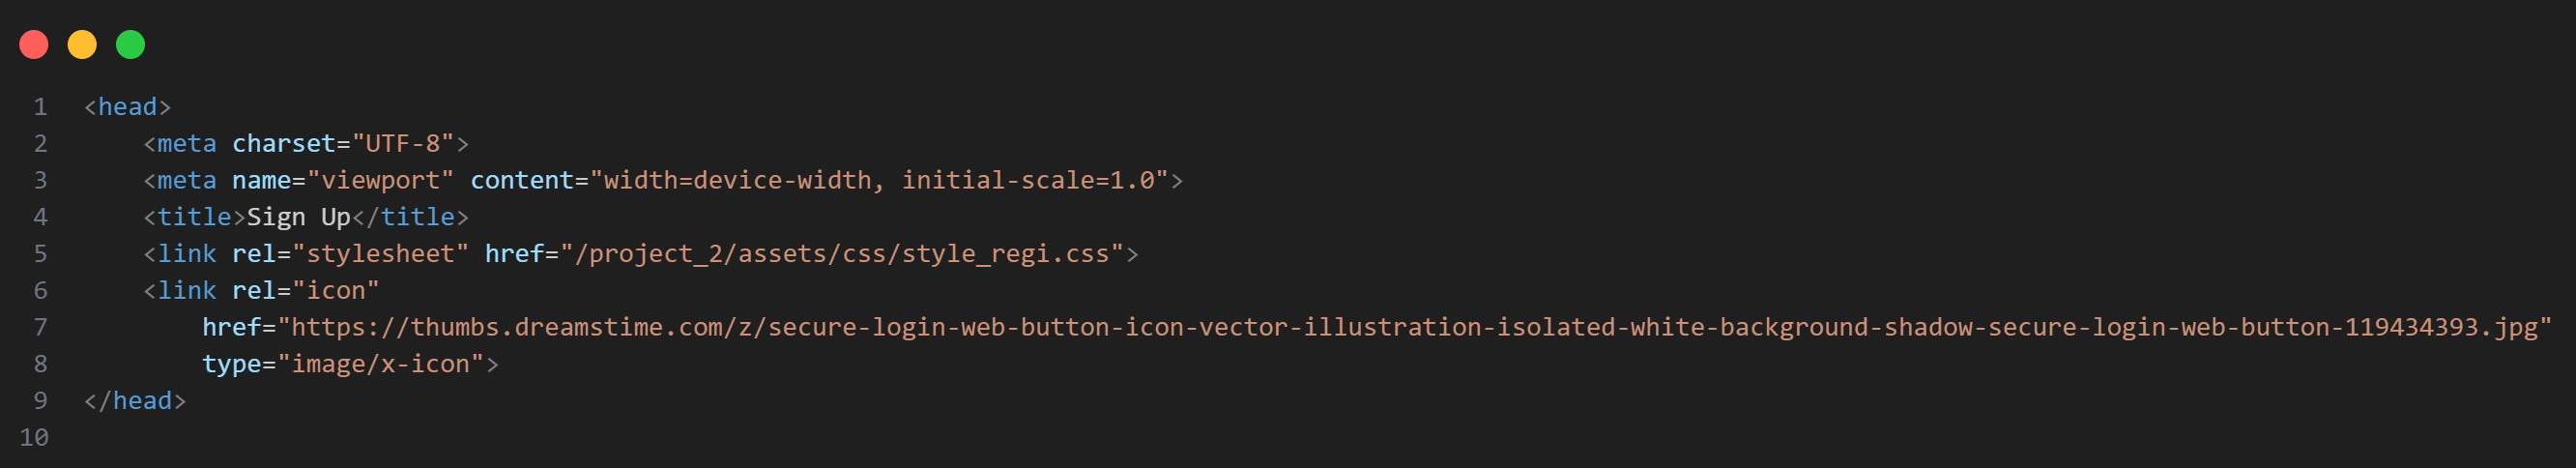 1 <head>
2     <meta charset="UTF-8">
3     <meta name="viewport" content="width=device-width, initial-scale=1.0">
4     <title>Sign Up</title>
5     <link rel="stylesheet" href="/project_2/assets/css/style_regi.css">
6     <link rel="icon"
7         href="https://thumbs.dreamstime.com/z/secure-login-web-button-icon-vector-illustration-isolated-white-background-shadow-secure-login-web-button-119434393.jpg"
8         type="image/x-icon">
9 </head>
10